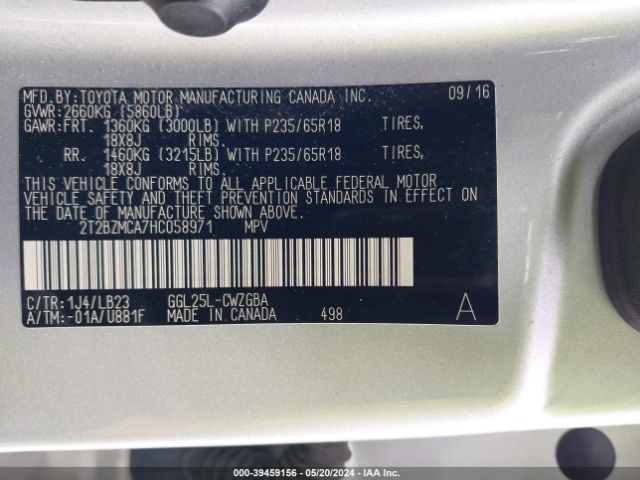 MFD.BY:TOYOTA MOTOR MANUFACTURING CANADA INC. 09/16
GVWR:2660KG (5860LB)
GAWR:FRT. 1360KG (3000LB) WITH P235/65R18 TIRES,
18X8J RIMS.
RR. 1460KG (3215LB) WITH P235/65R18 TIRES,
18X8J RIMS.
THIS VEHICLE CONFORMS TO ALL APPLICABLE FEDERAL MOTOR
VEHICLE SAFETY AND THEFT PREVENTION STANDARDS IN EFFECT ON
THE DATE OF MANUFACTURE SHOWN ABOVE.
2T2BZMCA7HC058971 MPV
C/TR:1J4/LB23 GGL25L-CWZGBA
A/TM:-01A/U881F MADE IN CANADA 498 A
000-39459156 - 05/20/2024 - IAA Inc.